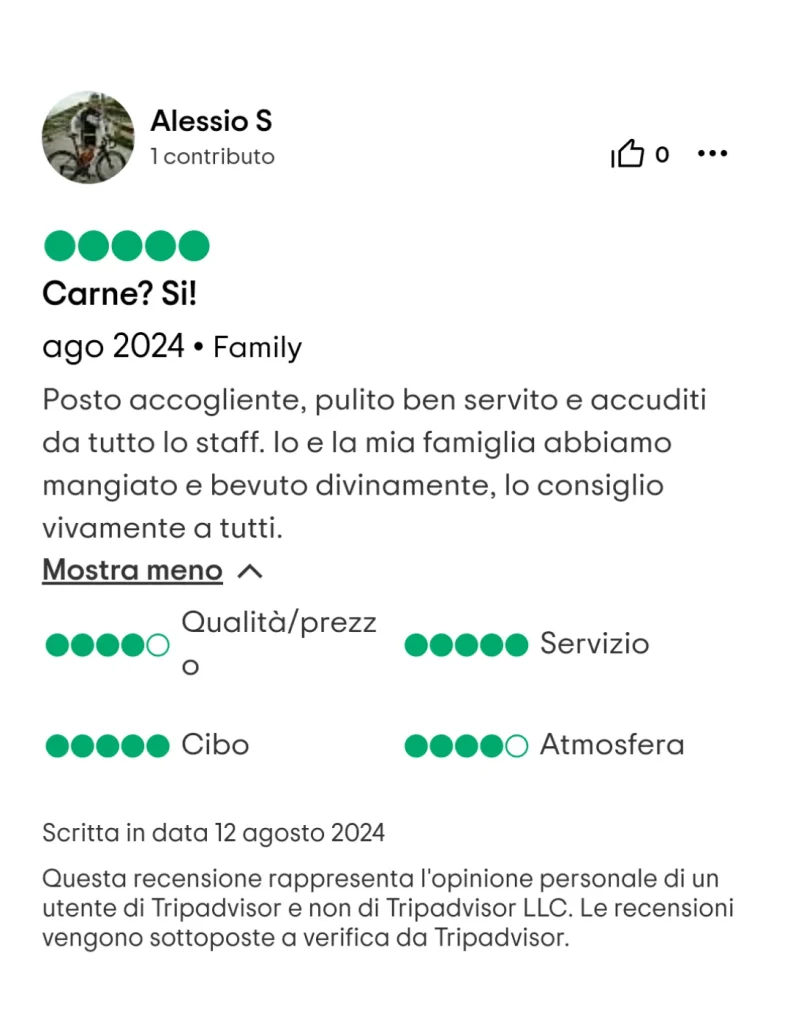 Alessio S
1 contributo
0
Carne? Si!
ago 2024 • Family
Posto accogliente, pulito ben servito e accuditi
da tutto lo staff. Io e la mia famiglia abbiamo
mangiato e bevuto divinamente, lo consiglio
vivamente a tutti.
Mostra meno
Qualità/prezz
o
Servizio
Cibo
Atmosfera
Scritta in data 12 agosto 2024
Questa recensione rappresenta l'opinione personale di un
utente di Tripadvisor e non di Tripadvisor LLC. Le recensioni
vengono sottoposte a verifica da Tripadvisor.